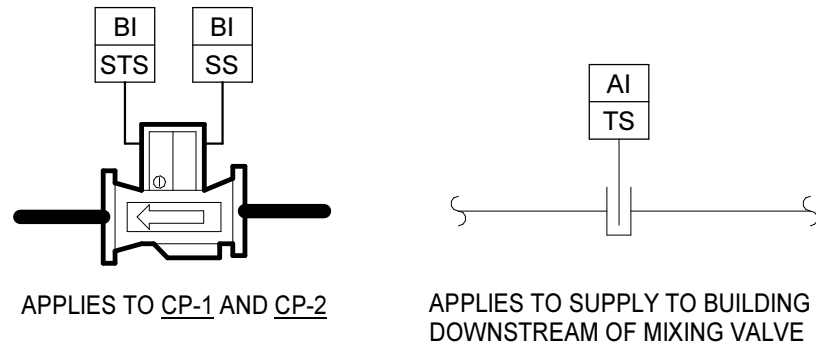 BI
STS
BI
SS
AI
TS
APPLIES TO CP-1 AND CP-2
APPLIES TO SUPPLY TO BUILDING
DOWNSTREAM OF MIXING VALVE